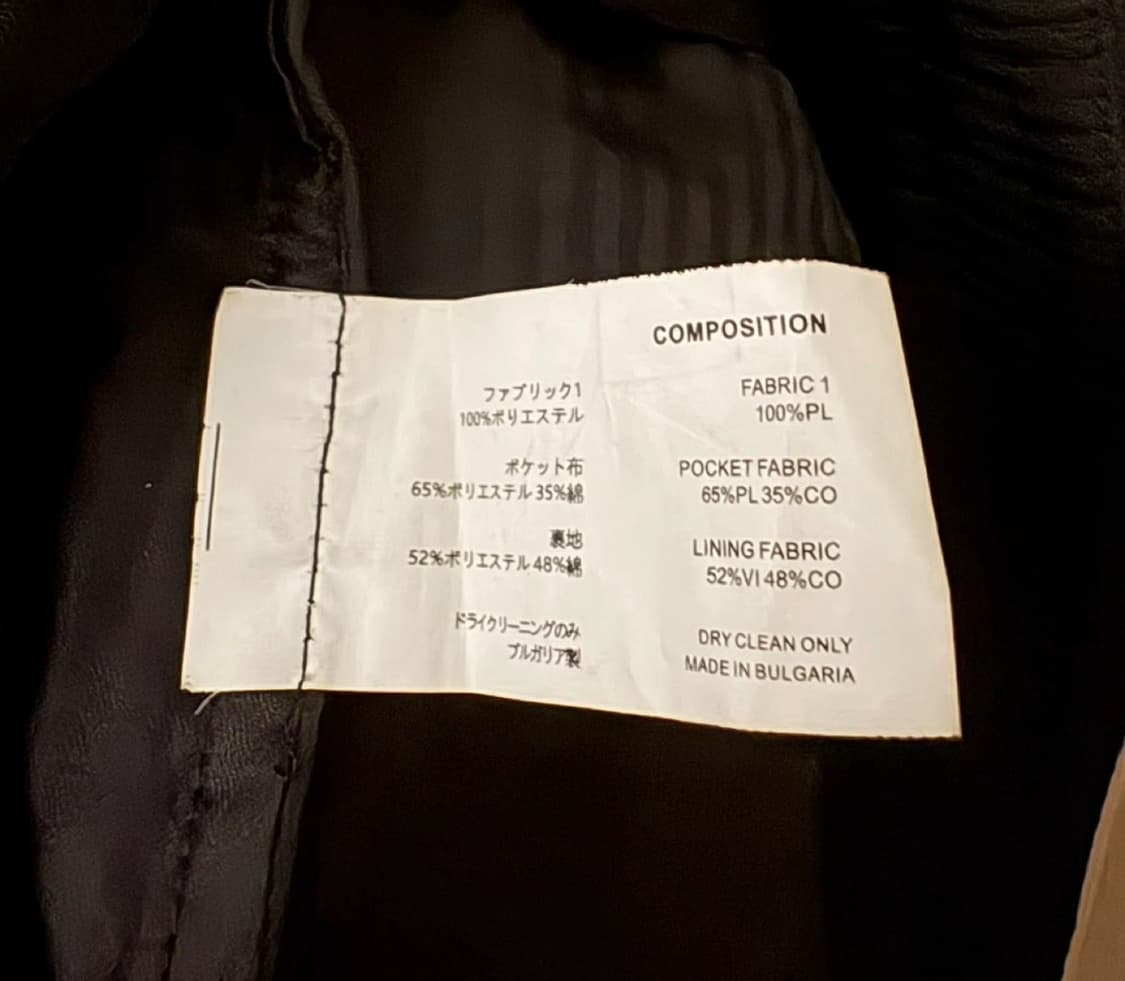 COMPOSITION
ファブリック1
100%ポリエステル
ポケット布
65%ポリエステル 35%綿
裏地
52%ポリエステル 48%綿
ドライクリーニングのみ
ブルガリア製
FABRIC 1
100%PL
POCKET FABRIC
65%PL 35%CO
LINING FABRIC
52%VI 48%CO
DRY CLEAN ONLY
MADE IN BULGARIA